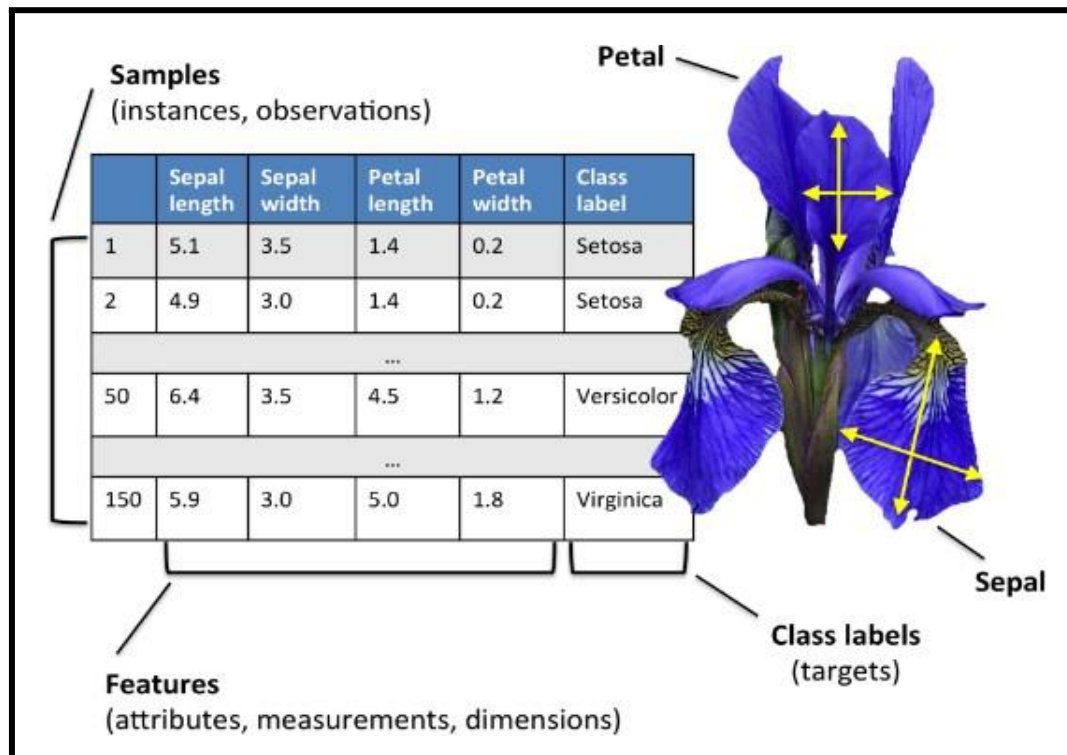 Samples
(instances, observations)
Petal
Sepal length Sepal width Petal length Petal width Class label
1 5.1 3.5 1.4 0.2 Setosa
2 4.9 3.0 1.4 0.2 Setosa
...
50 6.4 3.5 4.5 1.2 Versicolor
...
150 5.9 3.0 5.0 1.8 Virginica
Sepal
Class labels
(targets)
Features
(attributes, measurements, dimensions)